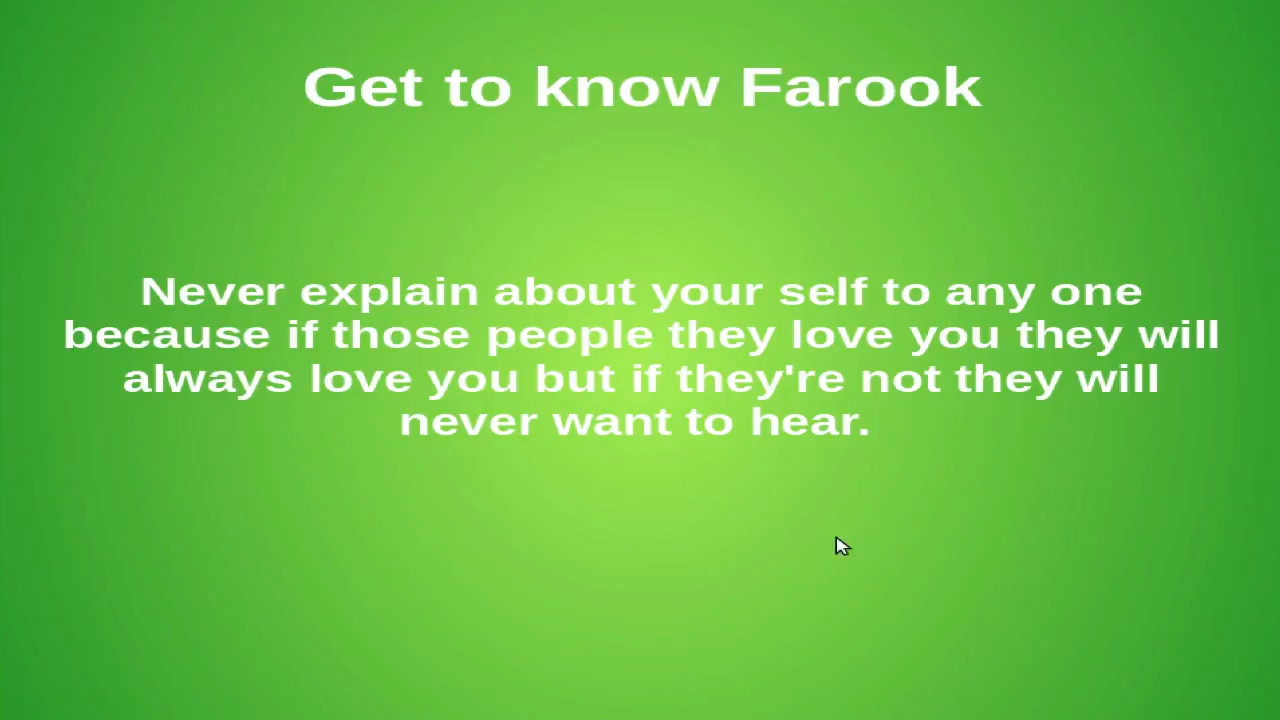 Get to know Farook
Never explain about your self to any one
because if those people they love you they will
always love you but if they're not they will
never want to hear.